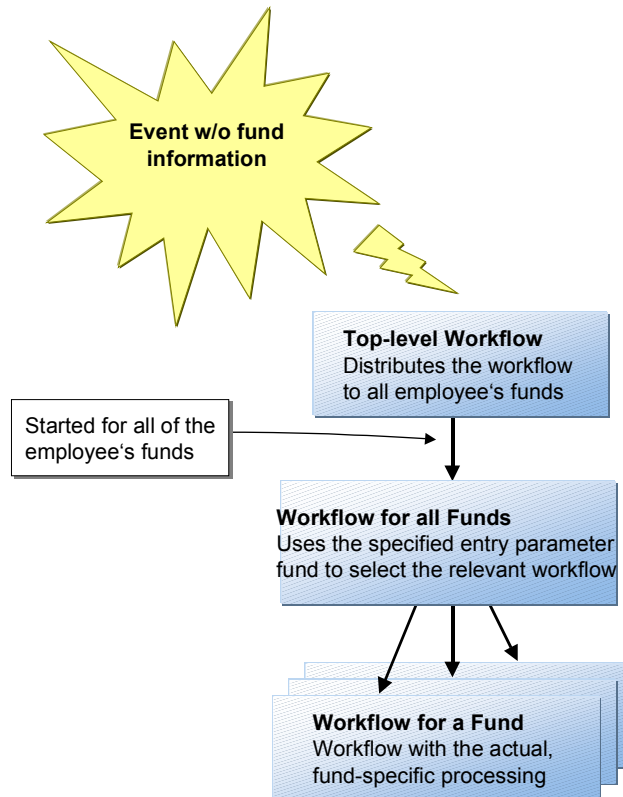 Event w/o fund
information
Top-level Workflow
Distributes the workflow
to all employee‘s funds
Started for all of the
employee‘s funds
Workflow for all Funds
Uses the specified entry parameter
fund to select the relevant workflow
Workflow for a Fund
Workflow with the actual,
fund-specific processing